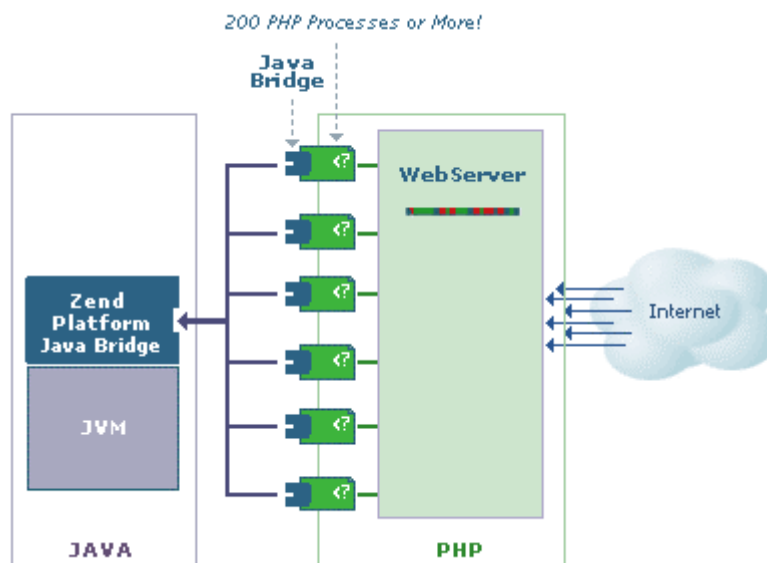 200 PHP Processes or More!
Java
Bridge
<?
WebServer
<?
<?
Zend
Platform
Java Bridge
Internet
<?
JVM
<?
<?
JAVA
PHP